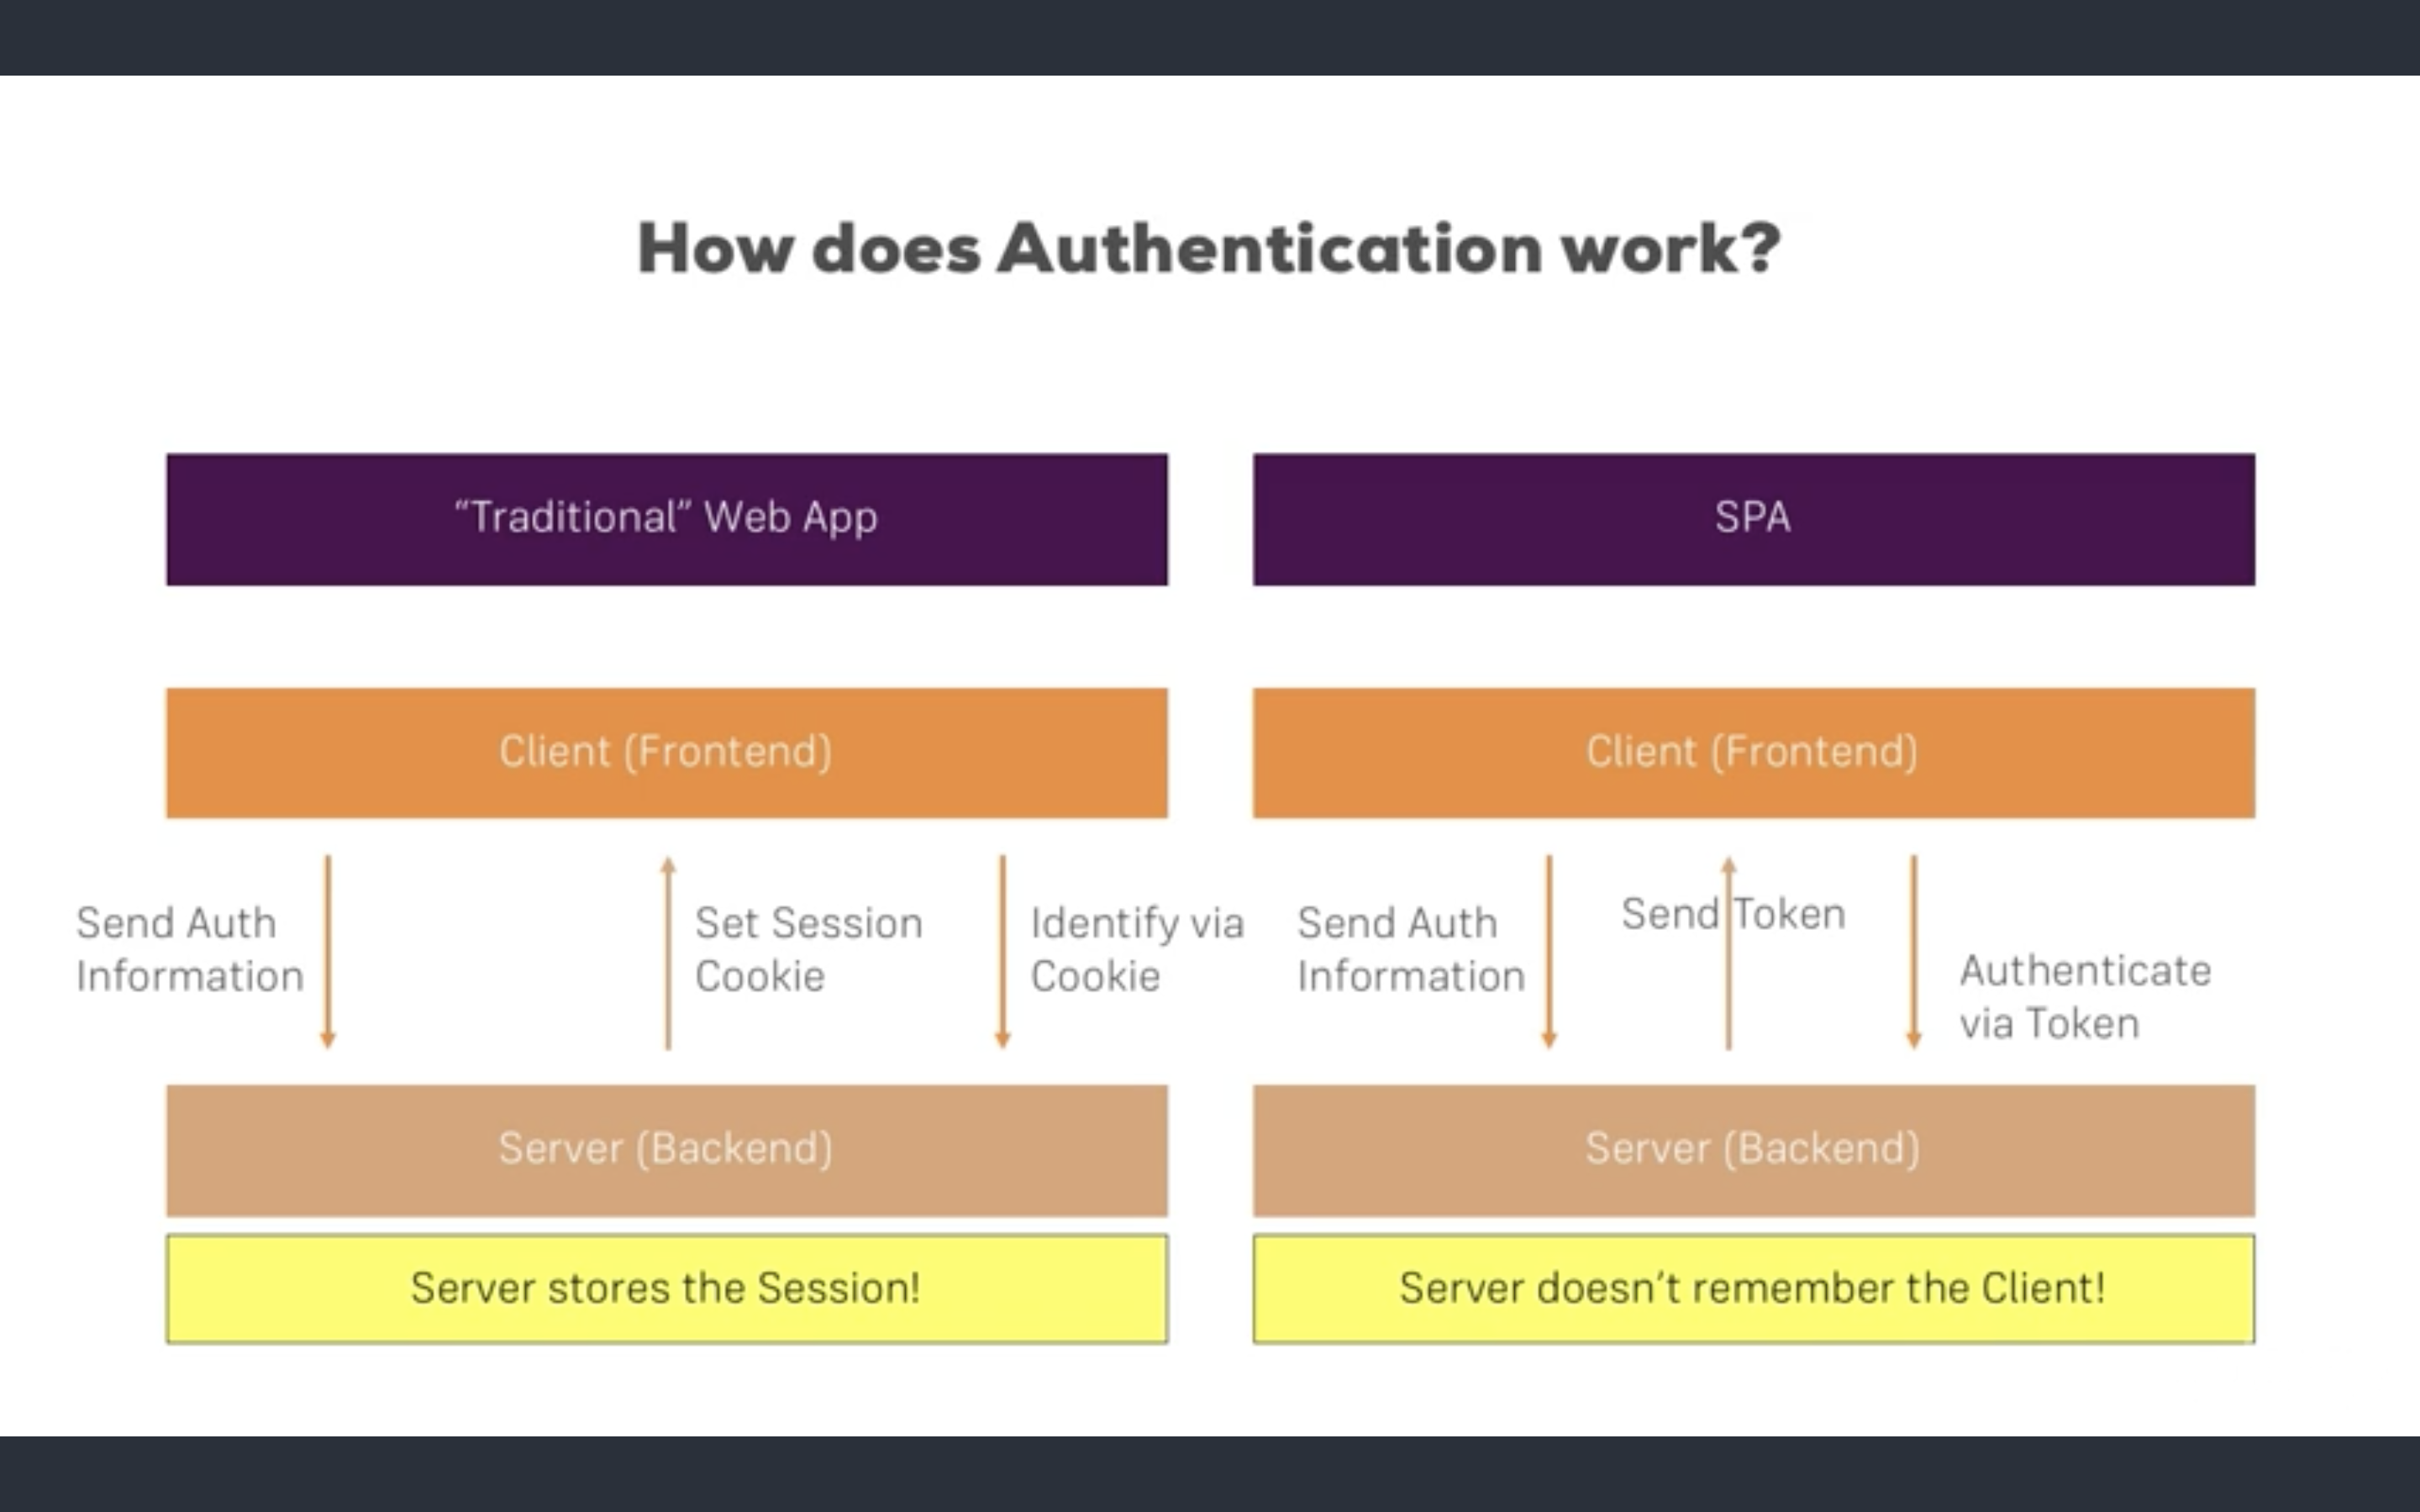 How does Authentication work?
“Traditional” Web App
Client (Frontend)
Send Auth
Information
Set Session
Cookie
Identify via
Cookie
Server (Backend)
Server stores the Session!
SPA
Client (Frontend)
Send Auth
Information
Send Token
Authenticate
via Token
Server (Backend)
Server doesn’t remember the Client!